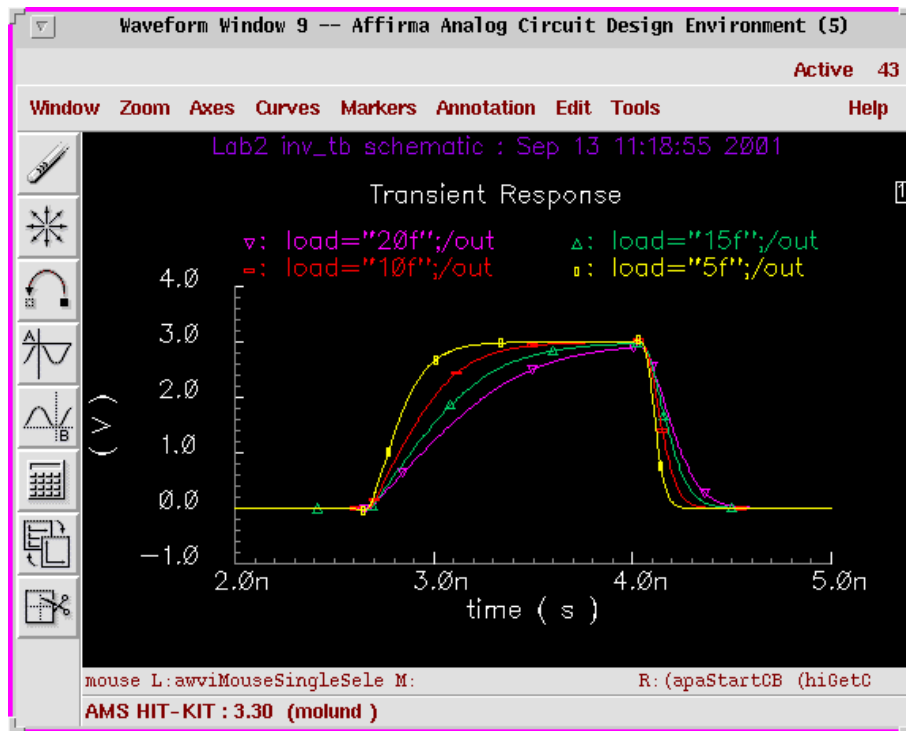 Waveform Window 9 -- Affirma Analog Circuit Design Environment (5)
Active 43
Window Zoom Axes Curves Markers Annotation Edit Tools Help
Lab2 inv_tb schematic : Sep 13 11:18:55 2001
Transient Response
1
▽: load="20f";/out △: load="15f";/out
=: load="10f";/out ▯: load="5f";/out
A
B
4.0
3.0
2.0
1.0
0.0
-1.0
( V )
2.0n 3.0n 4.0n 5.0n
time ( s )
mouse L:awviMouseSingleSele M: R:(apaStartCB (hiGetC
AMS HIT-KIT : 3.30 (molund )